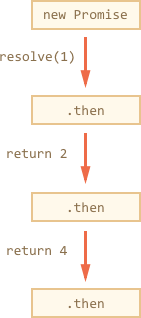 new Promise
resolve(1)
.then
return 2
.then
return 4
.then